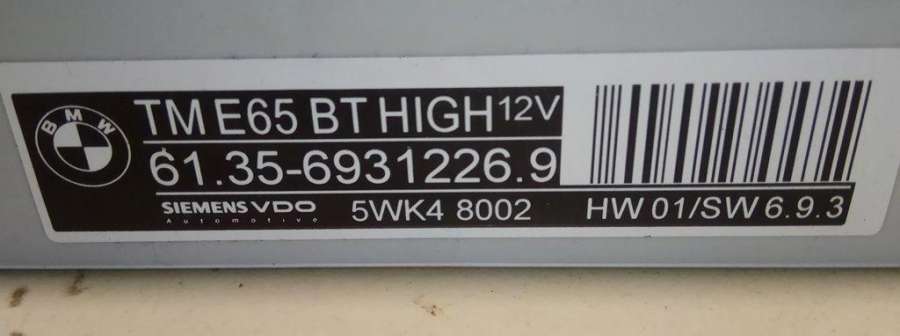 BMW
TM E65 BT HIGH 12V
61.35-6931226.9
SIEMENS VDO
Automotive
5WK4 8002
HW 01/SW 6.9.3